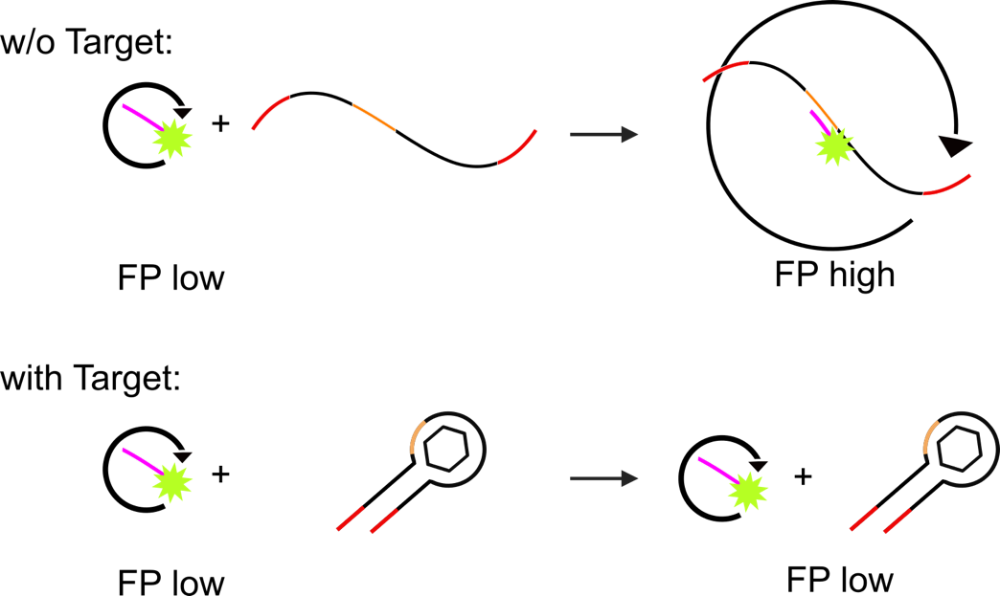 w/o Target:
+
FP low
FP high
with Target:
+
+
FP low
FP low